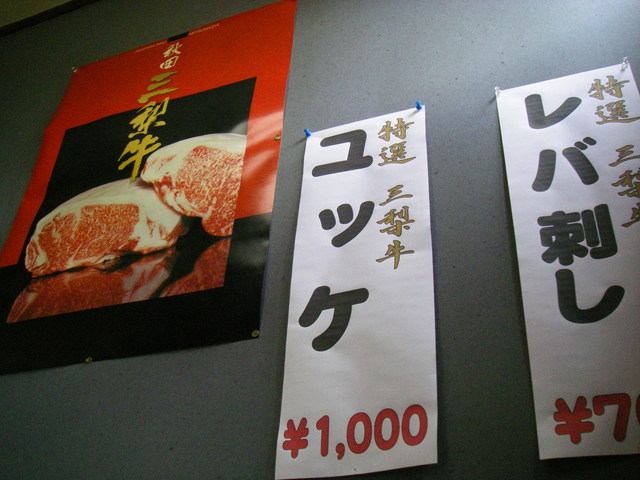 秋田
三梨牛
特選 三梨牛
ユッケ
¥1,000
特選 三梨牛
レバ刺し